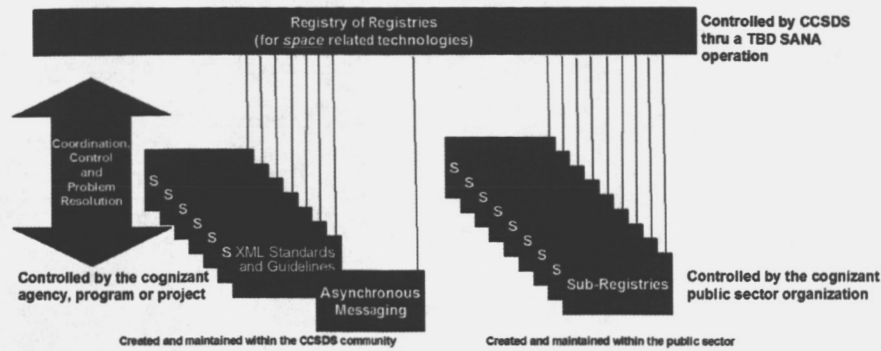 Registry of Registries
(for space related technologies)
Controlled by CCSDS
thru a TBD SANA
operation
Coordination,
Control
and
Problem
Resolution
S
S
S
S
S
S
XML Standards
and Guidelines
Asynchronous
Messaging
Controlled by the cognizant
agency, program or project
Created and maintained within the CCSDS community
S
S
S
S
S
S
S
S
Sub-Registries
Controlled by the cognizant
public sector organization
Created and maintained within the public sector